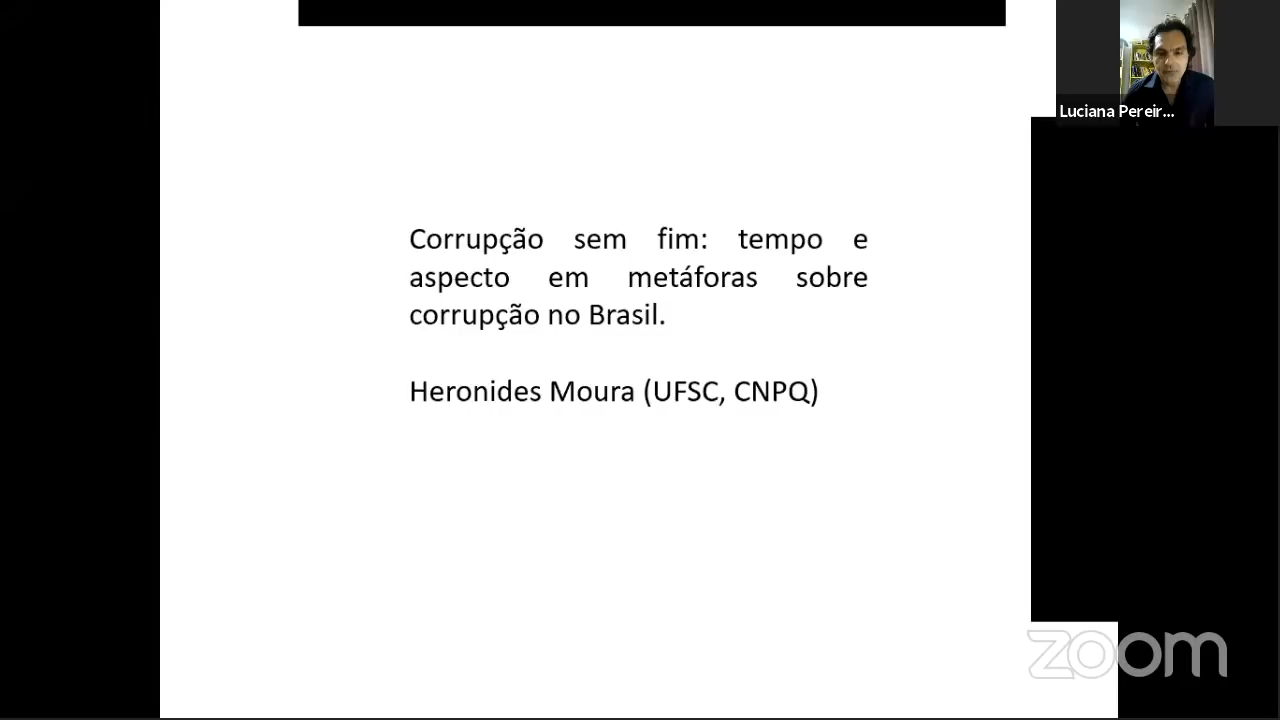 Luciana Pereir...
Corrupção sem fim: tempo e
aspecto em metáforas sobre
corrupção no Brasil.
Heronides Moura (UFSC, CNPQ)
zoom